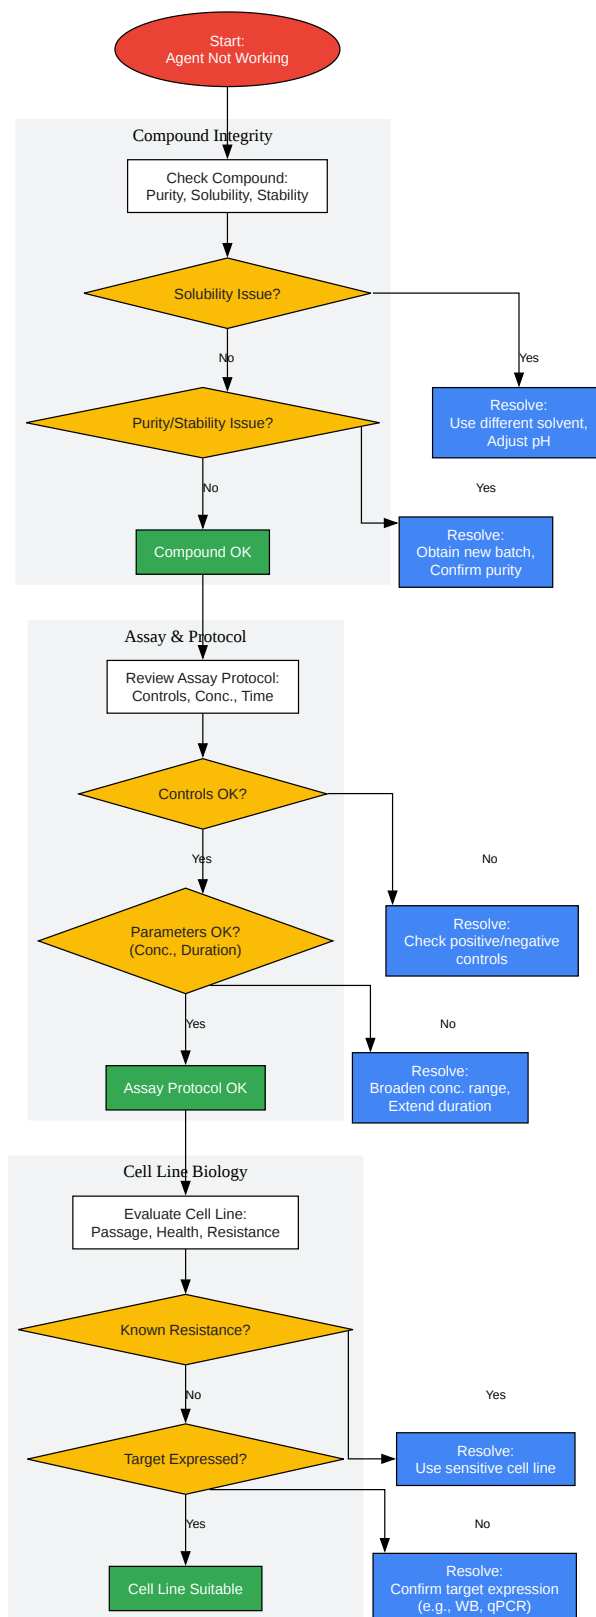 Start:
Agent Not Working
Compound Integrity
Check Compound:
Purity, Solubility, Stability
Solubility Issue?
No
Yes
Purity/Stability Issue?
Resolve:
Use different solvent,
Adjust pH
No
Yes
Compound OK
Resolve:
Obtain new batch,
Confirm purity
Assay & Protocol
Review Assay Protocol:
Controls, Conc., Time
Controls OK?
Yes
No
Parameters OK?
(Conc., Duration)
Resolve:
Check positive/negative
controls
Yes
No
Assay Protocol OK
Resolve:
Broaden conc. range,
Extend duration
Cell Line Biology
Evaluate Cell Line:
Passage, Health, Resistance
Known Resistance?
No
Yes
Target Expressed?
Resolve:
Use sensitive cell line
Yes
No
Cell Line Suitable
Resolve:
Confirm target expression
(e.g., WB, qPCR)